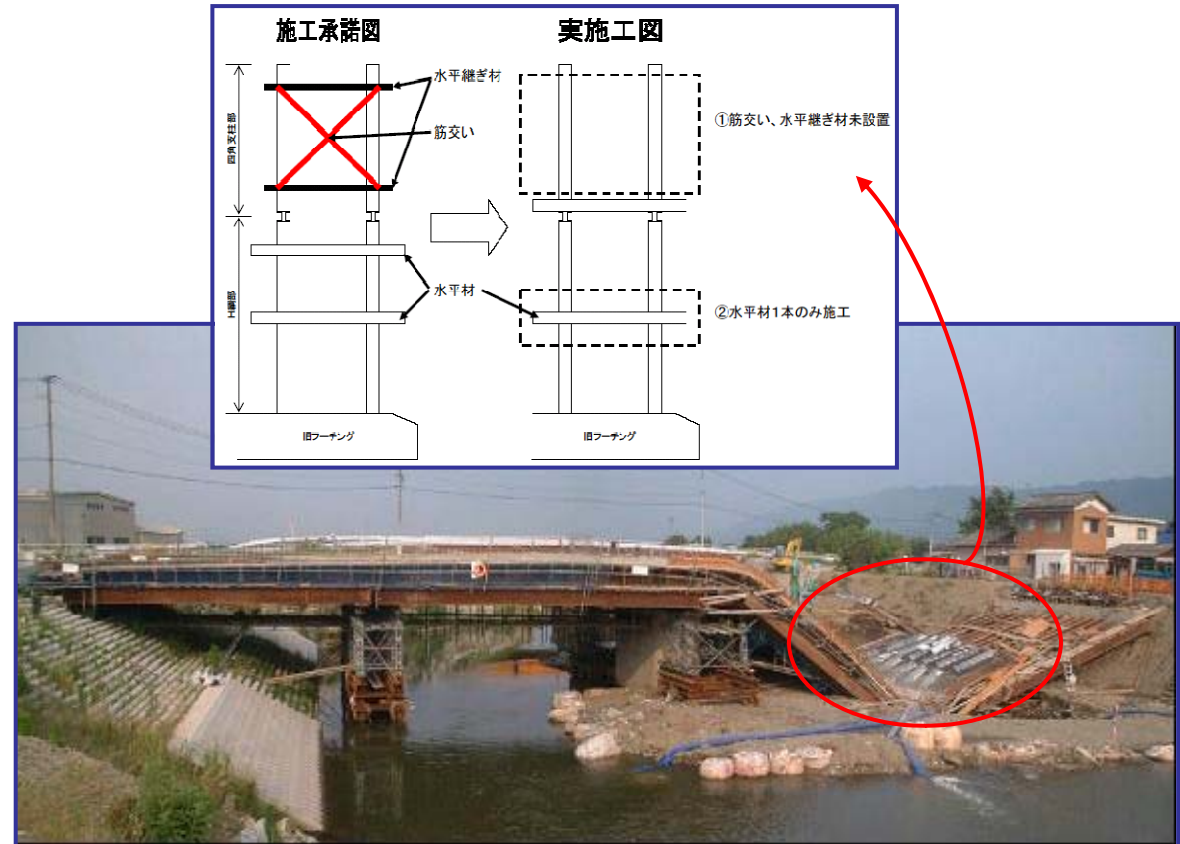 施工承諾図
実施工図
水平継ぎ材
筋交い
四角支柱部
①筋交い、水平継ぎ材未設置
水平材
H鋼部
②水平材1本のみ施工
旧フーチング
旧フーチング